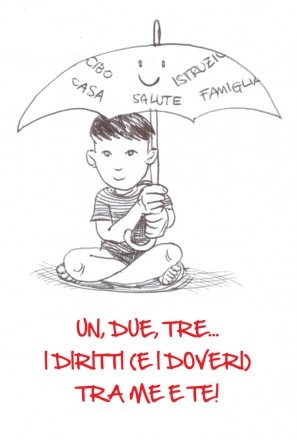 CIBO
CASA
SALUTE
ISTRUZIO
FAMIGLIA
UN, DUE, TRE...
I DIRITTI (E I DOVERI)
TRA ME E TE!